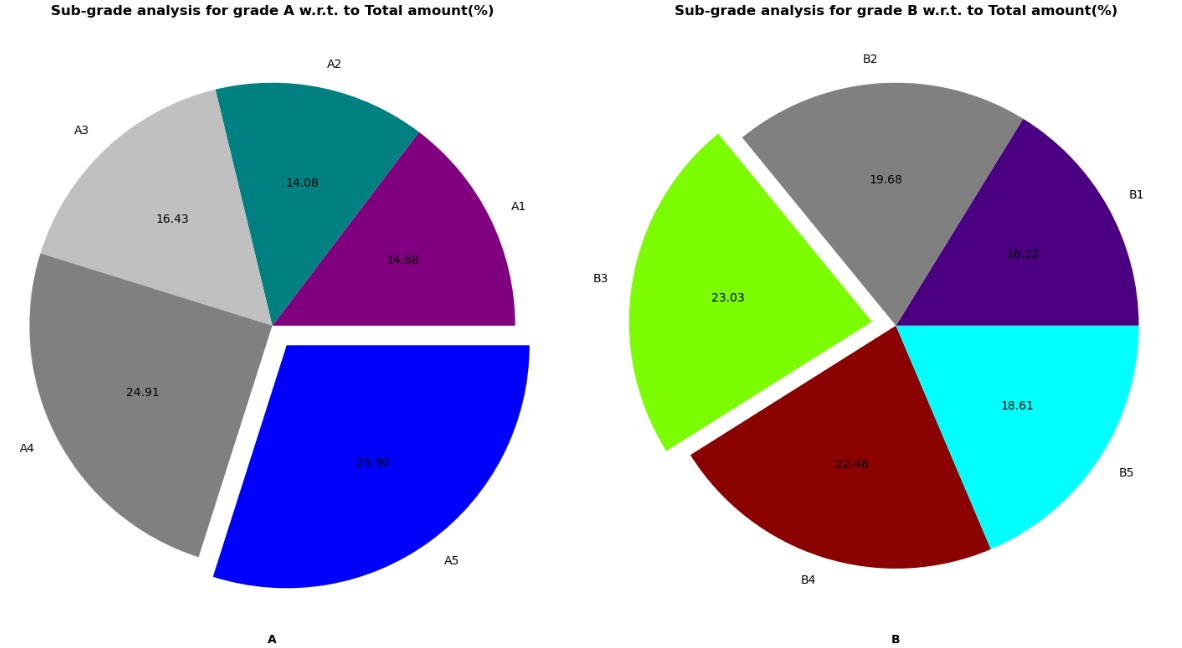 Sub-grade analysis for grade A w.r.t. to Total amount(%)
A2
A3
14.08
16.43
A1
14.68
24.91
A4
29.90
A5
A
Sub-grade analysis for grade B w.r.t. to Total amount(%)
B2
19.68
B1
16.22
B3
23.03
18.61
22.46
B5
B4
B